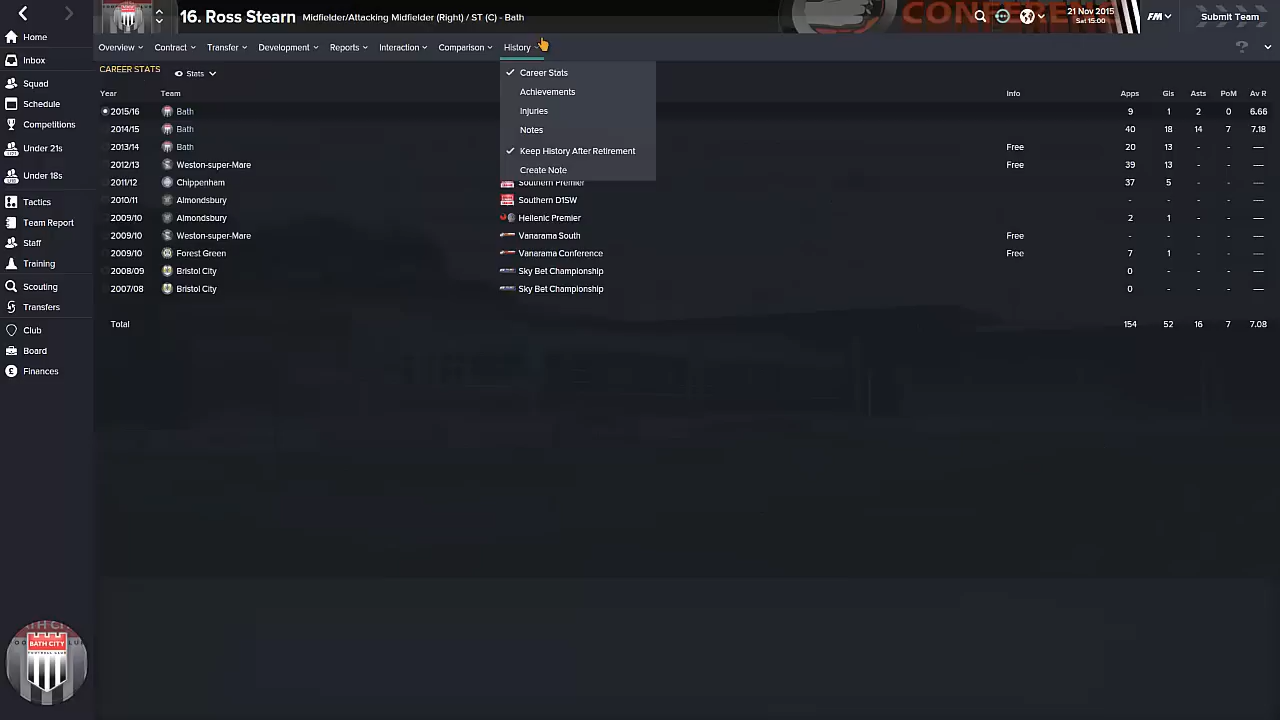 CONFERENCE
16. Ross Stearn Midfielder/Attacking Midfielder (Right) / ST (C) - Bath
21 Nov 2015
Sat 15:00
FM
Submit Team
Home
Overview Contract Transfer Development Reports Interaction Comparison History
Inbox
CAREER STATS
Stats
Career Stats
Squad
Achievements
Year Team Info Apps Gls Asts PoM Av R
Schedule
2015/16 Bath Injuries 9 1 2 0 6.66
Competitions
2014/15 Bath Notes 40 18 14 7 7.18
Under 21s
2013/14 Bath Keep History After Retirement Free 20 13 - - ---
2012/13 Weston-super-Mare Create Note Free 39 13 - - ---
Under 18s
2011/12 Chippenham Southern Premier 37 5 - - ---
Tactics
2010/11 Almondsbury Southern D1SW - - - - ---
Team Report
2009/10 Almondsbury Hellenic Premier 2 1 - - ---
Staff
2009/10 Weston-super-Mare Vanarama South Free - - - - ---
2009/10 Forest Green Vanarama Conference Free 7 1 - - ---
Training
2008/09 Bristol City Sky Bet Championship 0 - - - ---
Scouting
2007/08 Bristol City Sky Bet Championship 0 - - - ---
Transfers
Total 154 52 16 7 7.08
Club
Board
Finances
BATH CITY
FOOTBALL CLUB